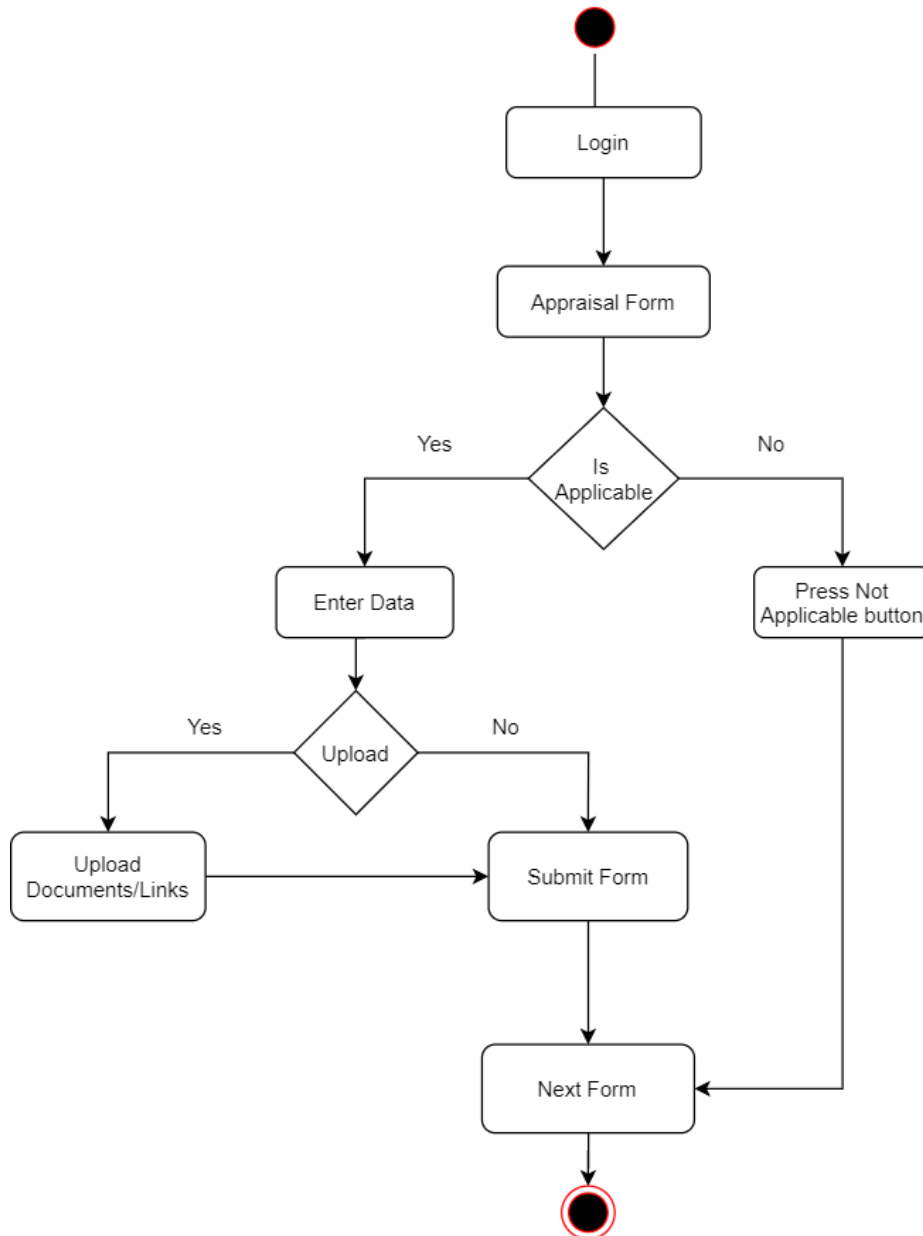 Login
Appraisal Form
Yes
No
Is
Applicable
Enter Data
Press Not
Applicable button
Yes
No
Upload
Upload
Documents/Links
Submit Form
Next Form